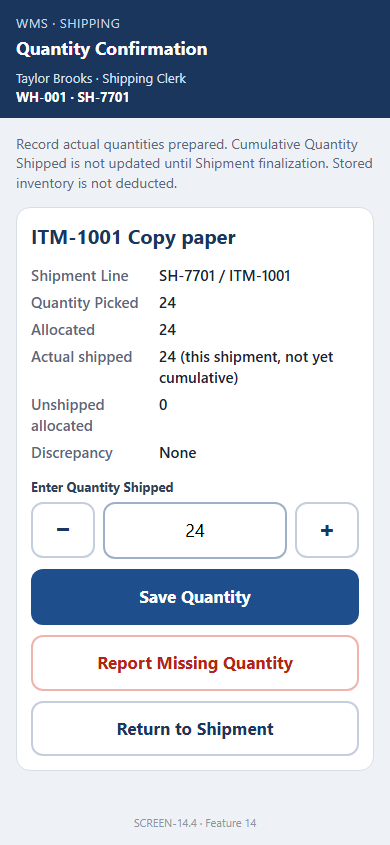 WMS · SHIPPING
Quantity Confirmation
Taylor Brooks · Shipping Clerk
WH-001 · SH-7701
Record actual quantities prepared. Cumulative Quantity
Shipped is not updated until Shipment finalization. Stored
inventory is not deducted.
ITM-1001 Copy paper
Shipment Line SH-7701 / ITM-1001
Quantity Picked 24
Allocated 24
Actual shipped 24 (this shipment, not yet
cumulative)
Unshipped 0
allocated
Discrepancy None
Enter Quantity Shipped
− 24 +
Save Quantity
Report Missing Quantity
Return to Shipment
SCREEN-14.4 · Feature 14